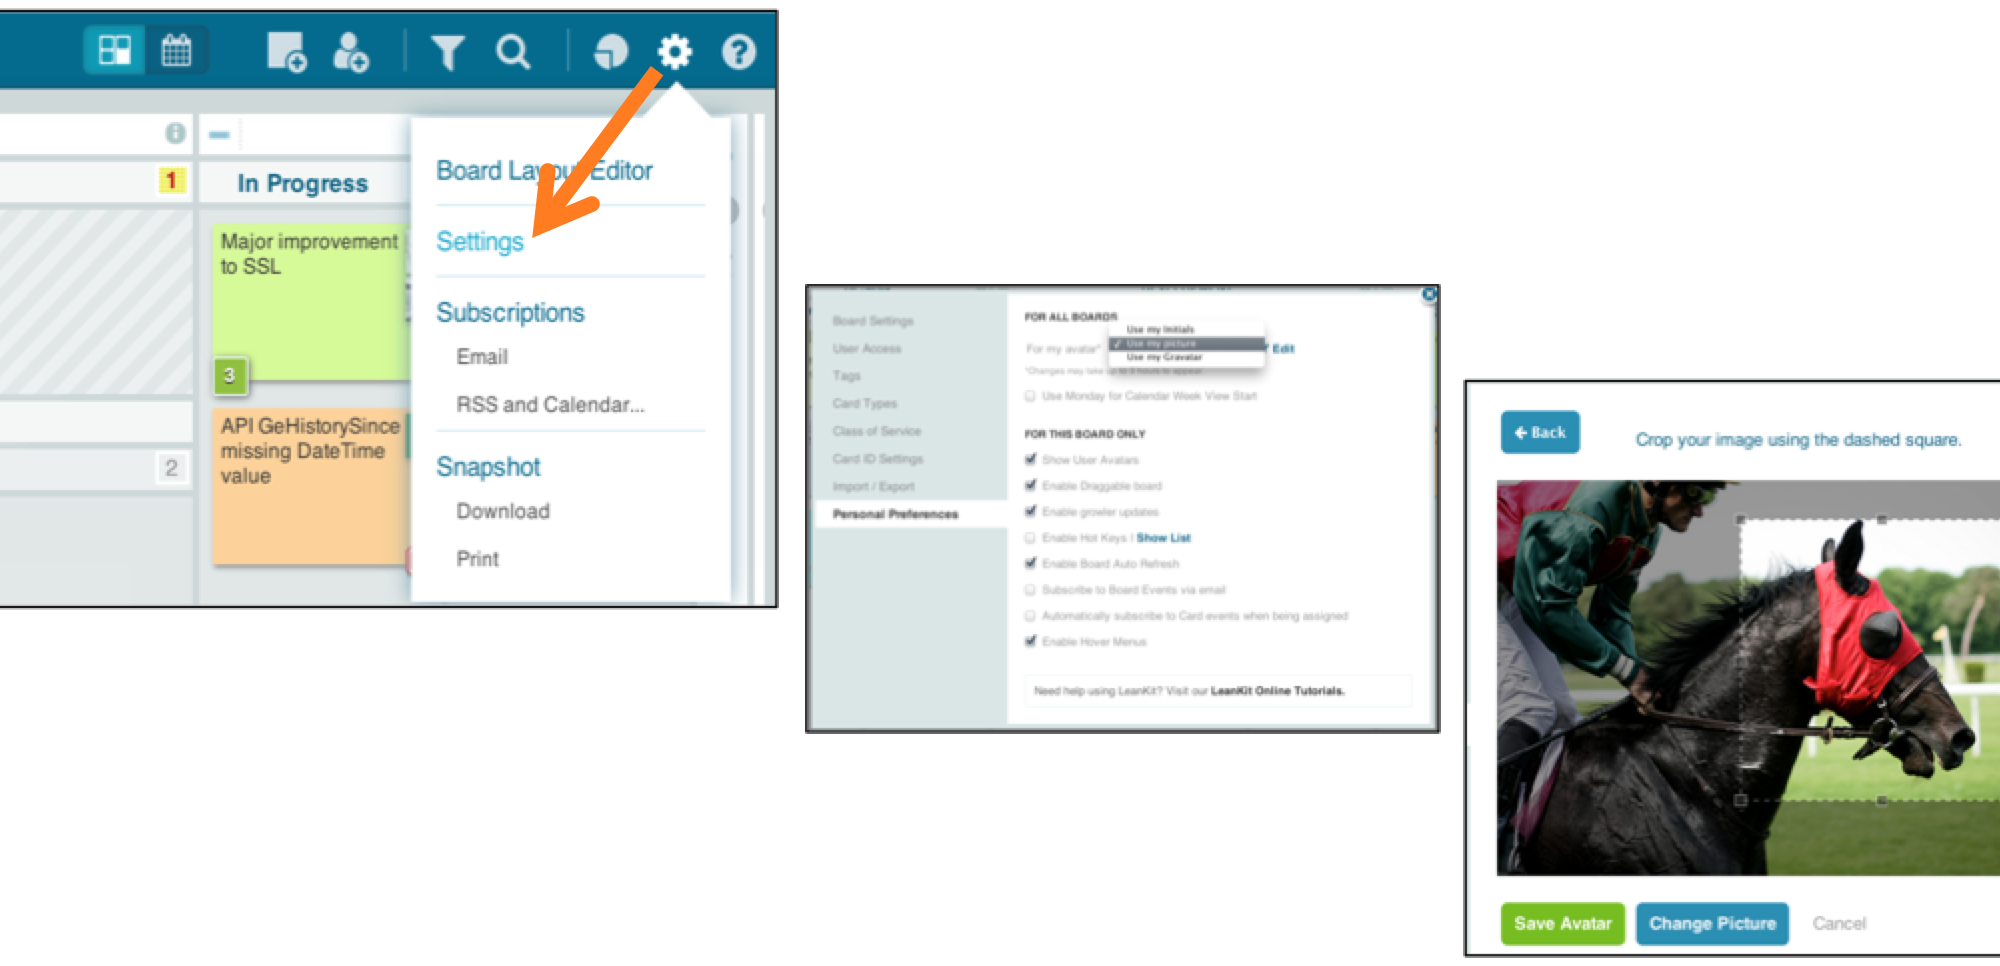 1
In Progress
Major improvement
to SSL
3
API GeHistorySince
missing DateTime
value
2
Board Layout Editor
Settings
Subscriptions
Email
RSS and Calendar...
Snapshot
Download
Print
Board Settings
User Access
Tags
Card Types
Class of Service
Card ID Settings
Import / Export
Personal Preferences
FOR ALL BOARDS
Use my Initials
For my avatar* ✓ Use my picture Edit
Use my Gravatar
*Changes may take up to 5 hours to appear
Use Monday for Calendar Week View Start
FOR THIS BOARD ONLY
Show User Avatars
Enable Draggable board
Enable growler updates
Enable Hot Keys | Show List
Enable Board Auto Refresh
Subscribe to Board Events via email
Automatically subscribe to Card events when being assigned
Enable Hover Menus
Need help using LeanKit? Visit our LeanKit Online Tutorials.
Back
Crop your image using the dashed square.
Save Avatar
Change Picture
Cancel